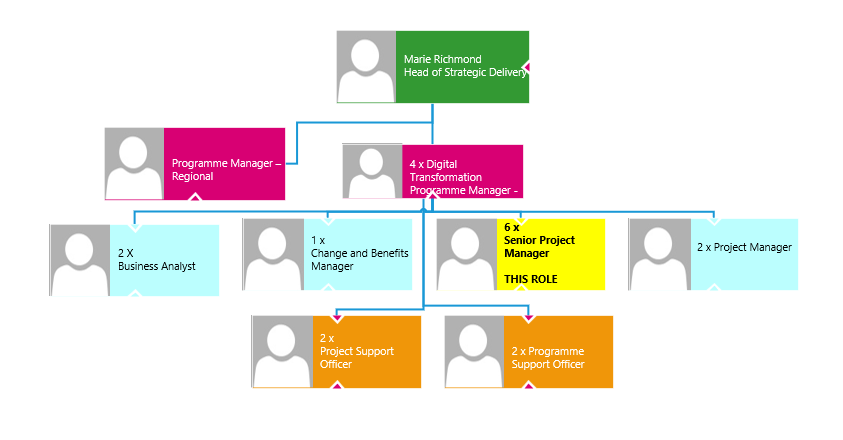 Marie Richmond
Head of Strategic Delivery
Programme Manager –
Regional
4 x Digital
Transformation
Programme Manager -
2 X
Business Analyst
1 x
Change and Benefits
Manager
6 x
Senior Project
Manager
THIS ROLE
2 x Project Manager
2 x
Project Support
Officer
2 x Programme
Support Officer